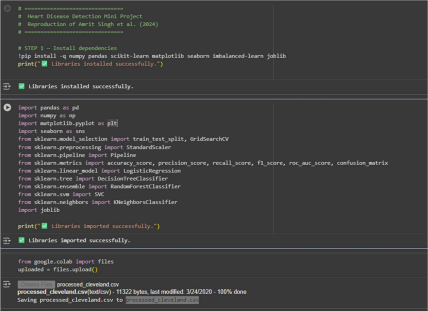 # ================================
#  Heart Disease Detection Mini Project
#  Reproduction of Amrit Singh et al. (2024)
# ================================
# STEP 1 — Install dependencies
!pip install -q numpy pandas scikit-learn matplotlib seaborn imbalanced-learn joblib
print("✅ Libraries installed successfully.")
✅ Libraries installed successfully.
import pandas as pd
import numpy as np
import matplotlib.pyplot as plt
import seaborn as sns
from sklearn.model_selection import train_test_split, GridSearchCV
from sklearn.preprocessing import StandardScaler
from sklearn.pipeline import Pipeline
from sklearn.metrics import accuracy_score, precision_score, recall_score, f1_score, roc_auc_score, confusion_matrix
from sklearn.linear_model import LogisticRegression
from sklearn.tree import DecisionTreeClassifier
from sklearn.ensemble import RandomForestClassifier
from sklearn.svm import SVC
from sklearn.neighbors import KNeighborsClassifier
import joblib
print("✅ Libraries imported successfully.")
✅ Libraries imported successfully.
from google.colab import files
uploaded = files.upload()
processed_cleveland.csv
processed_cleveland.csv(text/csv) - 11322 bytes, last modified: 3/24/2020 - 100% done
Saving processed_cleveland.csv to processed_cleveland.csv